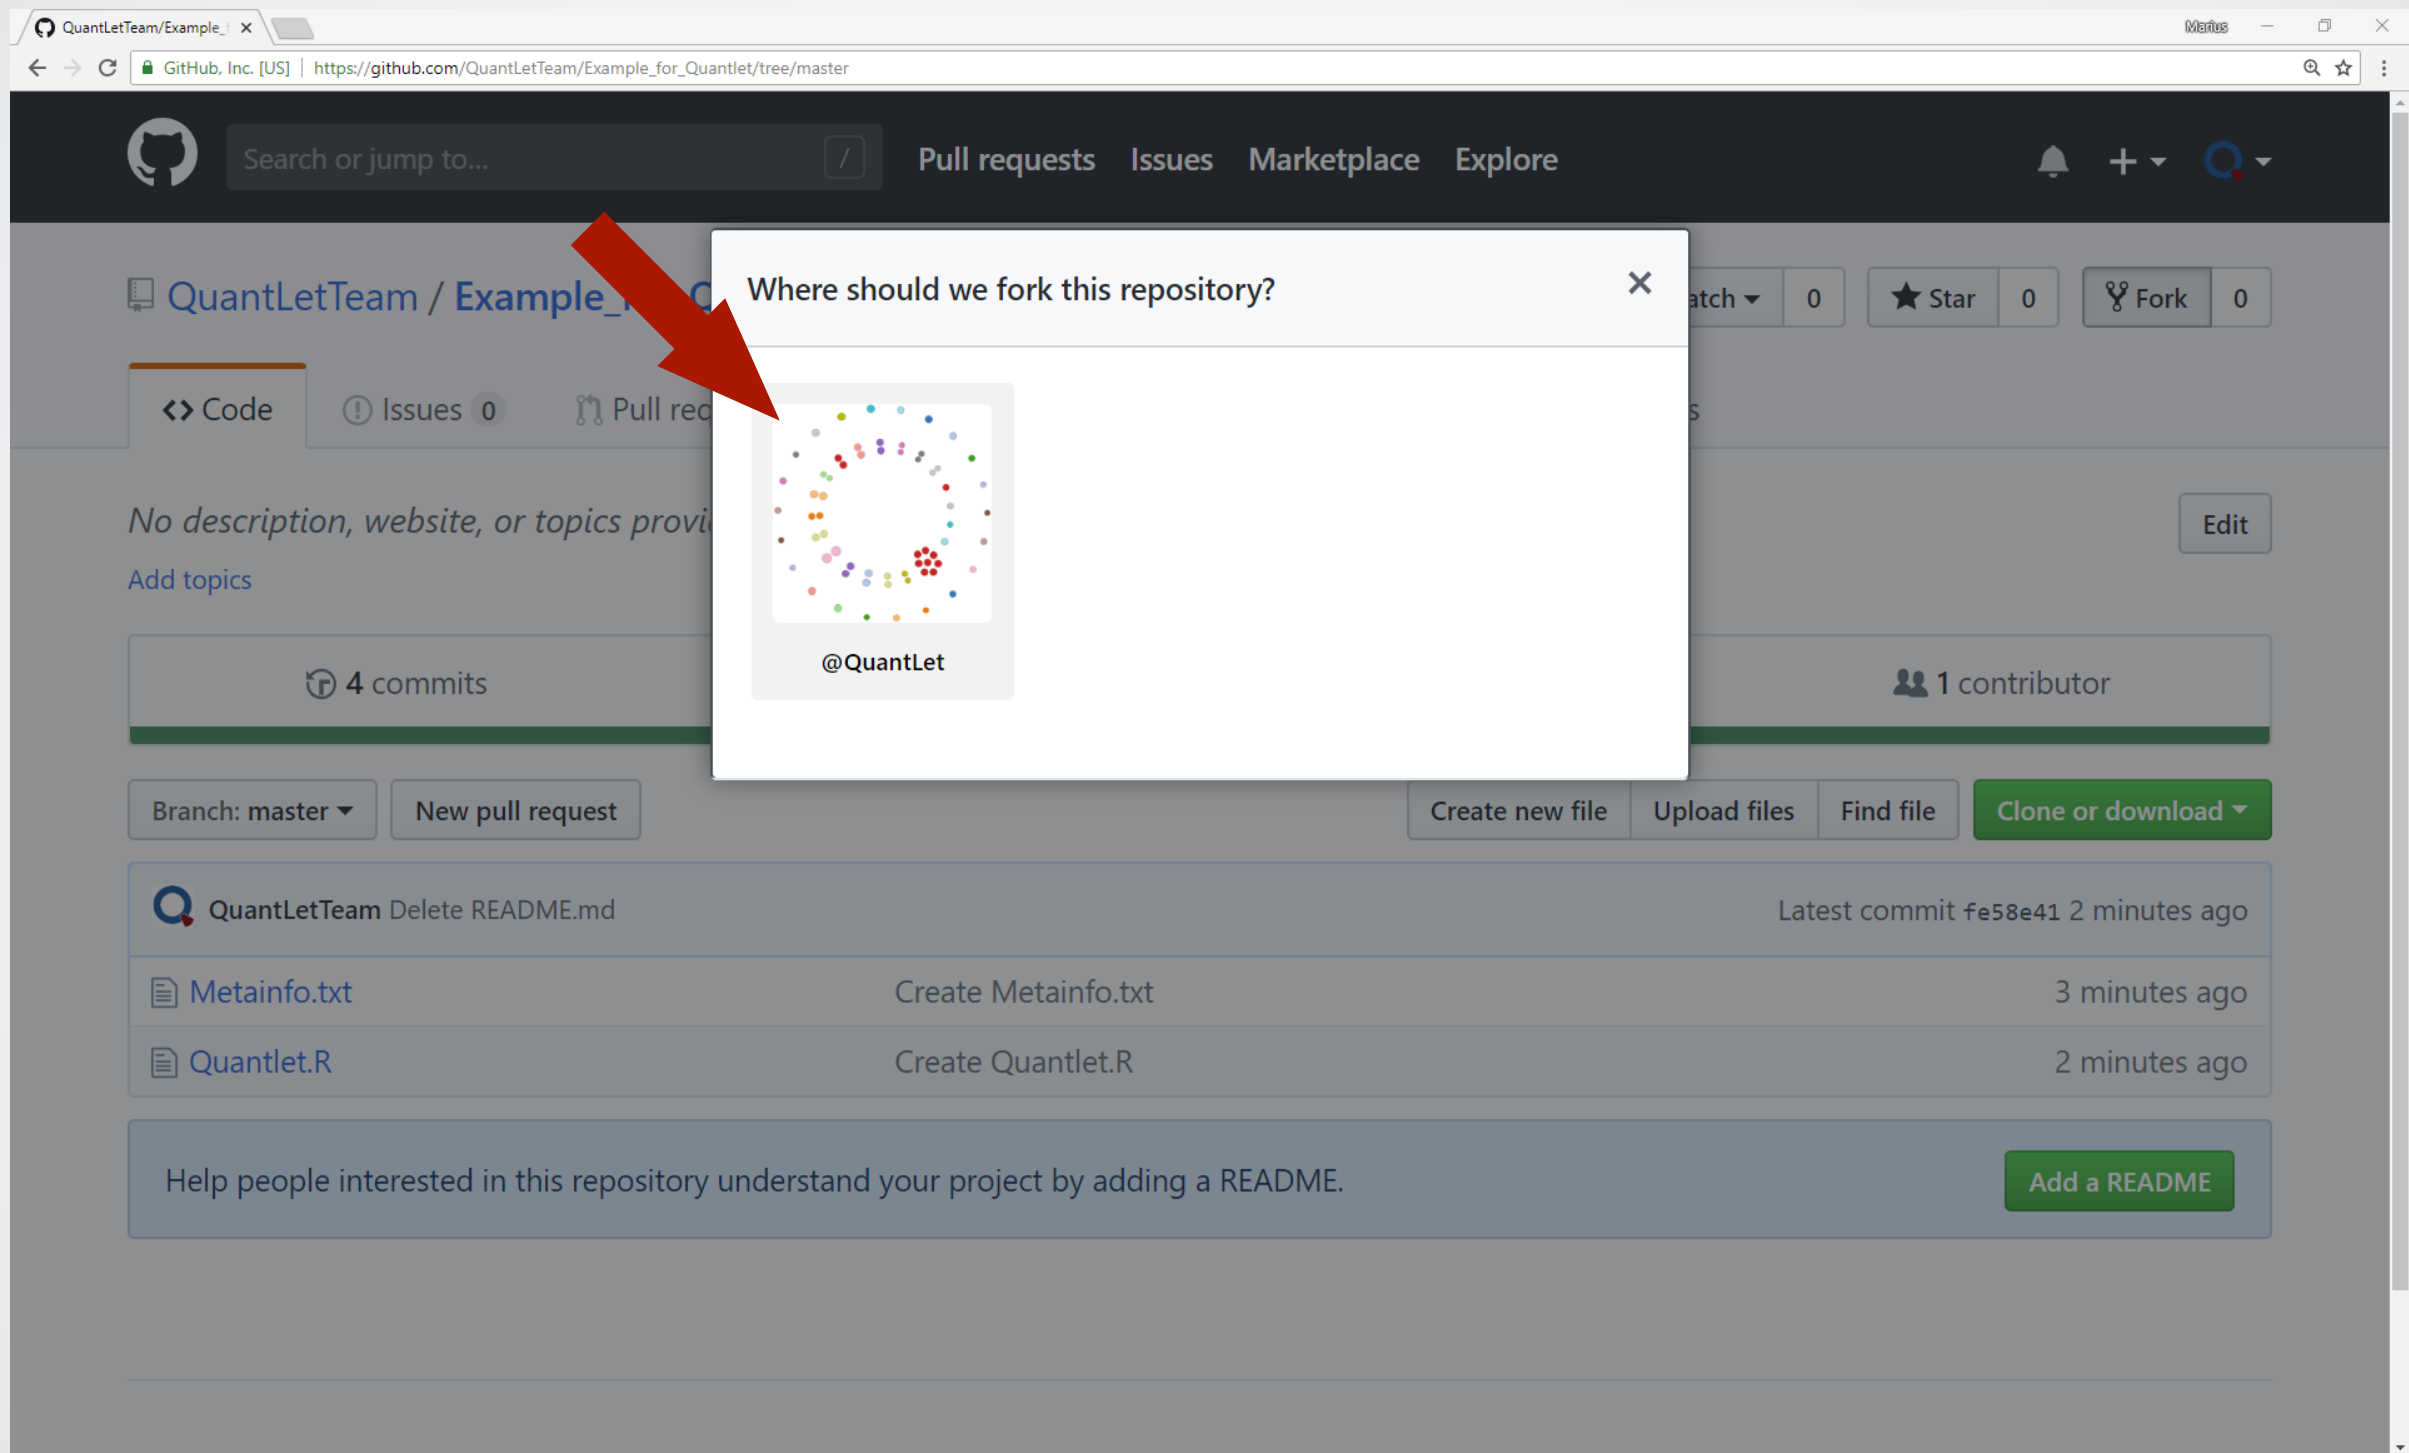 QuantLetTeam/Example_
Marius
GitHub, Inc. [US] https://github.com/QuantLetTeam/Example_for_Quantlet/tree/master
Search or jump to... / Pull requests Issues Marketplace Explore
Where should we fork this repository?
QuantLetTeam / Example_ Star 0 Fork 0
atch 0
Code Issues 0 Pull req
@QuantLet
No description, website, or topics provi
Edit
Add topics
4 commits 1 contributor
Branch: master New pull request Create new file Upload files Find file Clone or download
QuantLetTeam Delete README.md Latest commit fe58e41 2 minutes ago
Metainfo.txt Create Metainfo.txt 3 minutes ago
Quantlet.R Create Quantlet.R 2 minutes ago
Help people interested in this repository understand your project by adding a README. Add a README